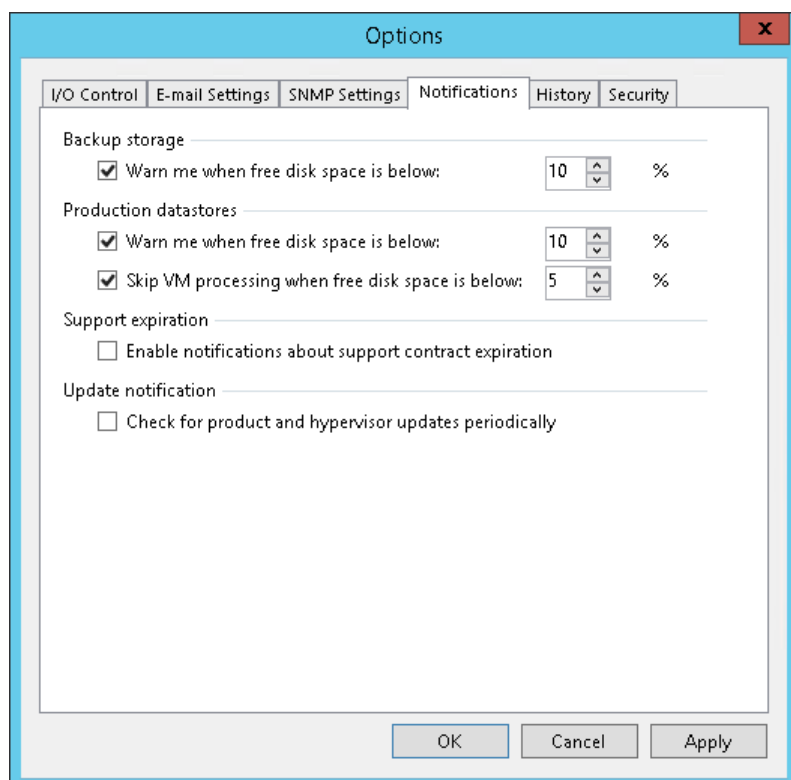 Options
x
I/O Control E-mail Settings SNMP Settings Notifications History Security
Backup storage
Warn me when free disk space is below: 10 %
Production datastores
Warn me when free disk space is below: 10 %
Skip VM processing when free disk space is below: 5 %
Support expiration
Enable notifications about support contract expiration
Update notification
Check for product and hypervisor updates periodically
OK Cancel Apply